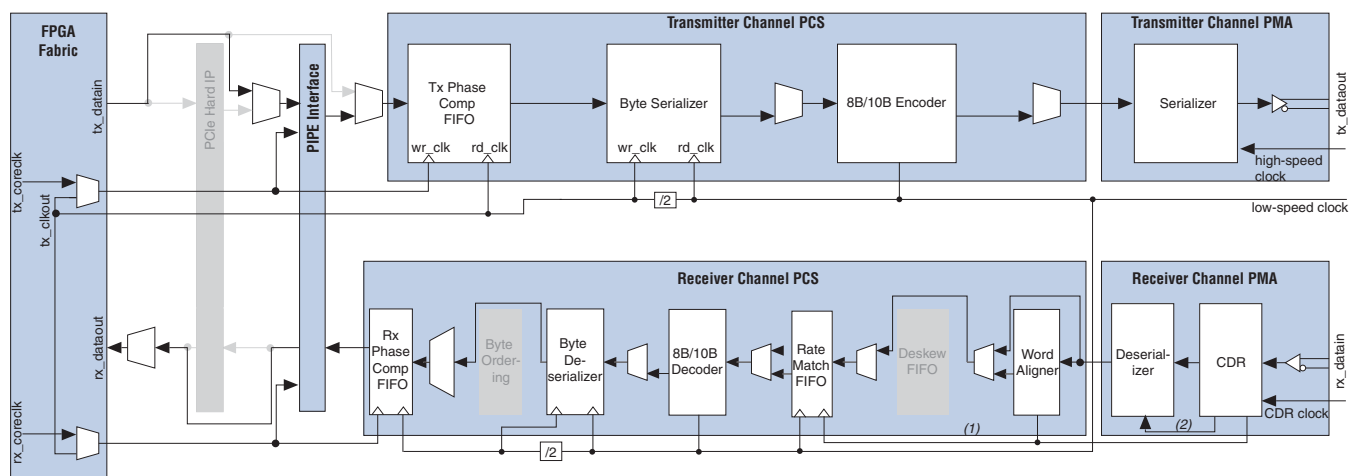 FPGA
Fabric
Transmitter Channel PCS
Transmitter Channel PMA
tx_datain
PCIe Hard IP
PIPE Interface
Tx Phase
Comp
FIFO
wr_clk
rd_clk
Byte Serializer
wr_clk
rd_clk
8B/10B Encoder
Serializer
tx_dataout
high-speed
clock
tx_coreclk
tx_clkout
/2
low-speed clock
Receiver Channel PCS
Receiver Channel PMA
rx_dataout
Rx
Phase
Comp
FIFO
Byte
Order-
ing
Byte
De-
serializer
8B/10B
Decoder
Rate
Match
FIFO
Deskew
FIFO
Word
Aligner
Deserial-
izer
CDR
rx_datain
CDR clock
rx_coreclk
/2
(1)
(2)